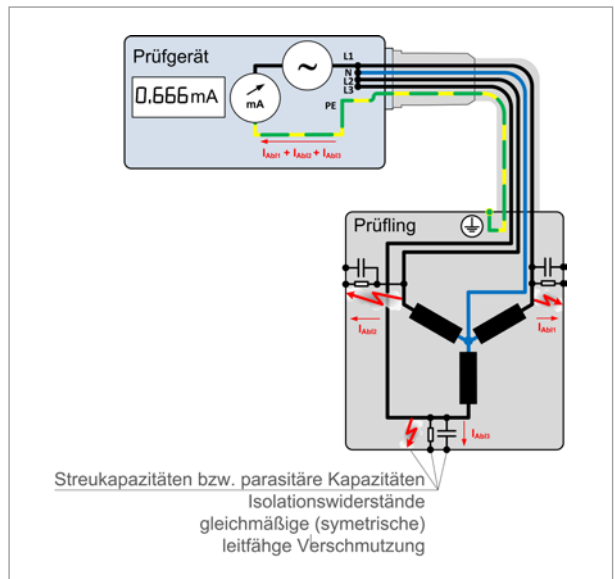 Prüfgerät
0.666mA
mA
~
L1
N
L2
L3
PE
IAbl1 + IAbl2 + IAbl3
Prüfling
IAbl2
IAbl1
IAbl3
Streukapazitäten bzw. parasitäre Kapazitäten
Isolationswiderstände
gleichmäßige (symetrische)
leitfähge Verschmutzung